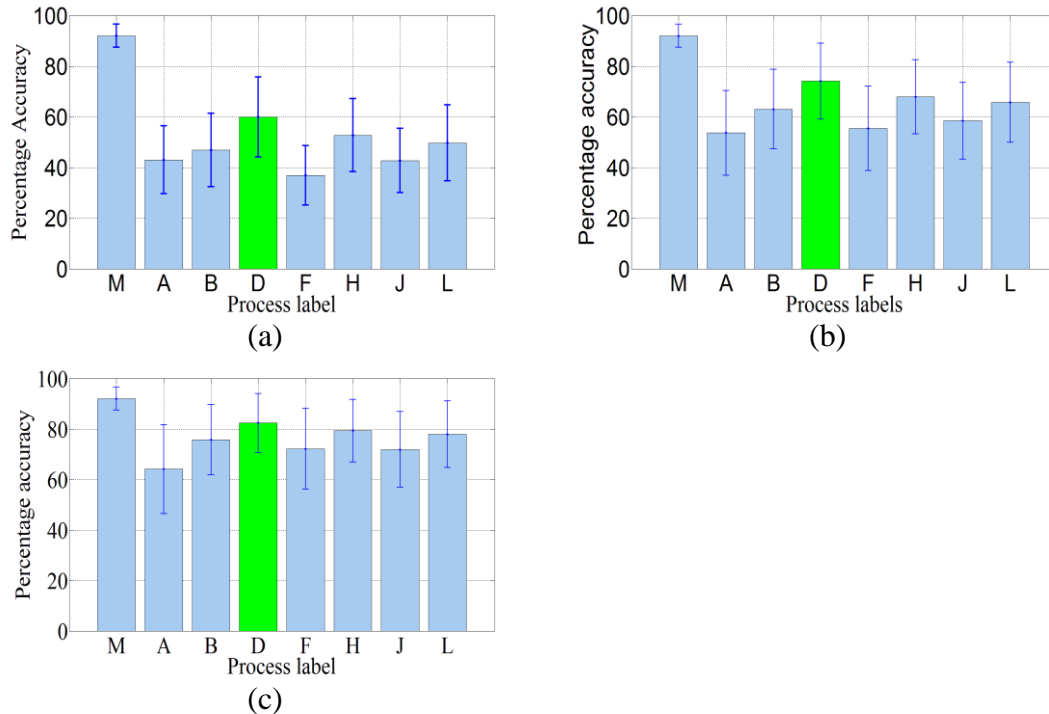 Percentage Accuracy
100
80
60
40
20
0
M A B D F H J L
Process label
(a)
Percentage accuracy
100
80
60
40
20
0
M A B D F H J L
Process labels
(b)
Percentage accuracy
100
80
60
40
20
0
M A B D F H J L
Process label
(c)